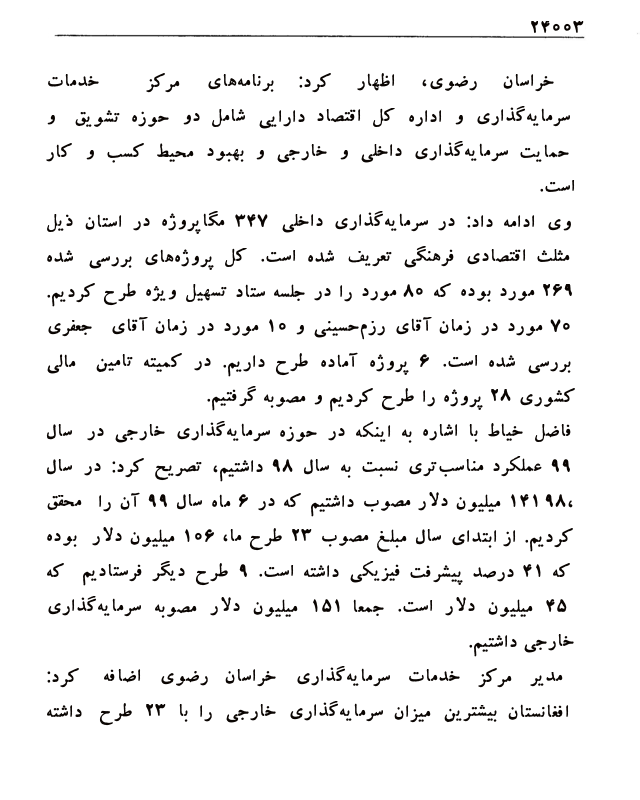 ۲۴۰۰۳
خراسان رضوی، اظهار کرد: برنامه‌های مرکز خدمات
سرمایه‌گذاری و اداره کل اقتصاد دارایی شامل دو حوزه تشویق و
حمایت سرمایه‌گذاری داخلی و خارجی و بهبود محیط کسب و کار
است.
وی ادامه داد: در سرمایه‌گذاری داخلی ۳۴۷ مگاپروژه در استان ذیل
مثلث اقتصادی فرهنگی تعریف شده است. کل پروژه‌های بررسی شده
۲۶۹ مورد بوده که ۸۰ مورد را در جلسه ستاد تسهیل ویژه طرح کردیم.
۷۰ مورد در زمان آقای رزم‌حسینی و ۱۰ مورد در زمان آقای جعفری
بررسی شده است. ۶ پروژه آماده طرح داریم. در کمیته تامین مالی
کشوری ۲۸ پروژه را طرح کردیم و مصوبه گرفتیم.
فاضل خیاط با اشاره به اینکه در حوزه سرمایه‌گذاری خارجی در سال
۹۹ عملکرد مناسب‌تری نسبت به سال ۹۸ داشتیم، تصریح کرد: در سال
۹۸، ۱۴۱ میلیون دلار مصوب داشتیم که در ۶ ماه سال ۹۹ آن را محقق
کردیم. از ابتدای سال مبلغ مصوب ۲۳ طرح ما، ۱۰۶ میلیون دلار بوده
که ۴۱ درصد پیشرفت فیزیکی داشته است. ۹ طرح دیگر فرستادیم که
۴۵ میلیون دلار است. جمعا ۱۵۱ میلیون دلار مصوبه سرمایه‌گذاری
خارجی داشتیم.
مدیر مرکز خدمات سرمایه‌گذاری خراسان رضوی اضافه کرد:
افغانستان بیشترین میزان سرمایه‌گذاری خارجی را با ۲۳ طرح داشته